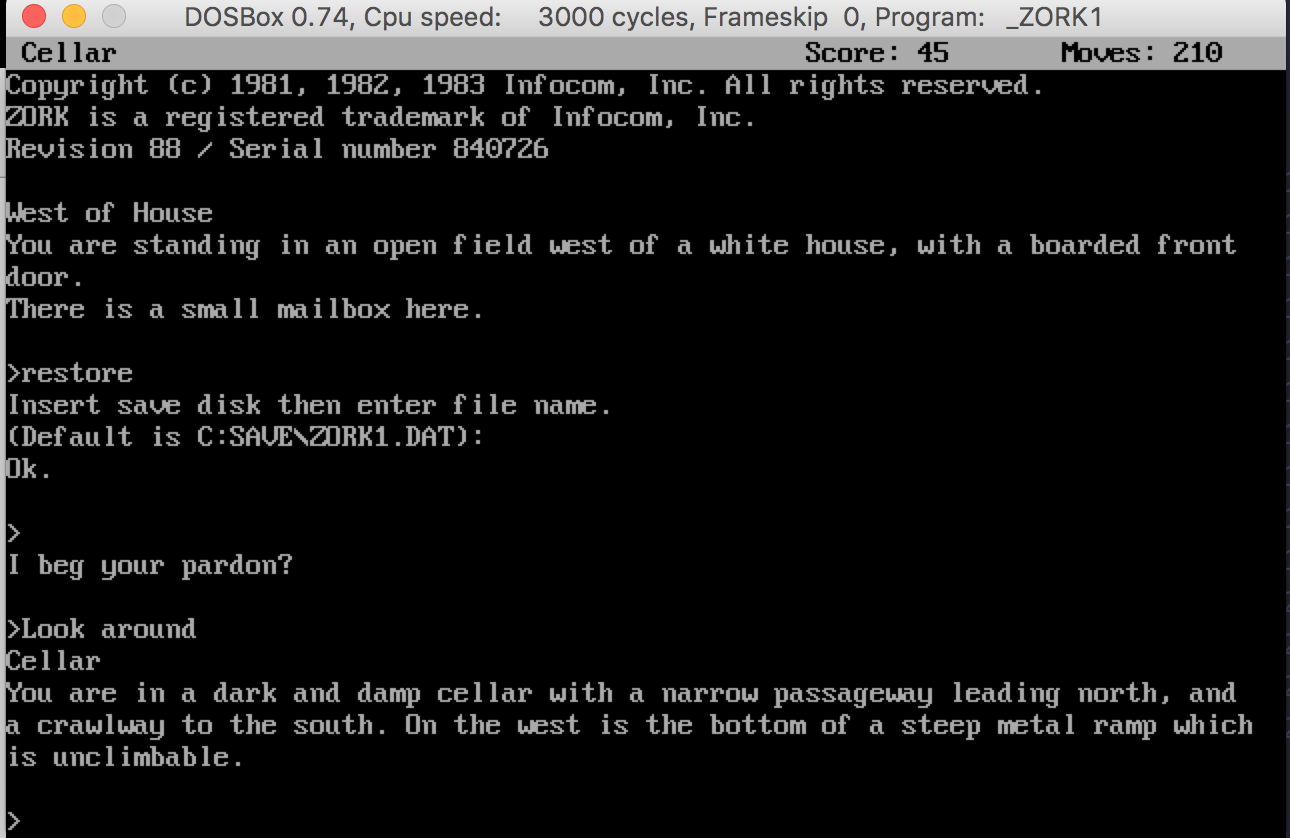 DOSBox 0.74, Cpu speed: 3000 cycles, Frameskip 0, Program: _ZORK1
Cellar Score: 45 Moves: 210
Copyright (c) 1981, 1982, 1983 Infocom, Inc. All rights reserved.
ZORK is a registered trademark of Infocom, Inc.
Revision 88 / Serial number 840726
West of House
You are standing in an open field west of a white house, with a boarded front
door.
There is a small mailbox here.
>restore
Insert save disk then enter file name.
(Default is C:SAVE\ZORK1.DAT):
Ok.
>
I beg your pardon?
>Look around
Cellar
You are in a dark and damp cellar with a narrow passageway leading north, and
a crawlway to the south. On the west is the bottom of a steep metal ramp which
is unclimbable.
>